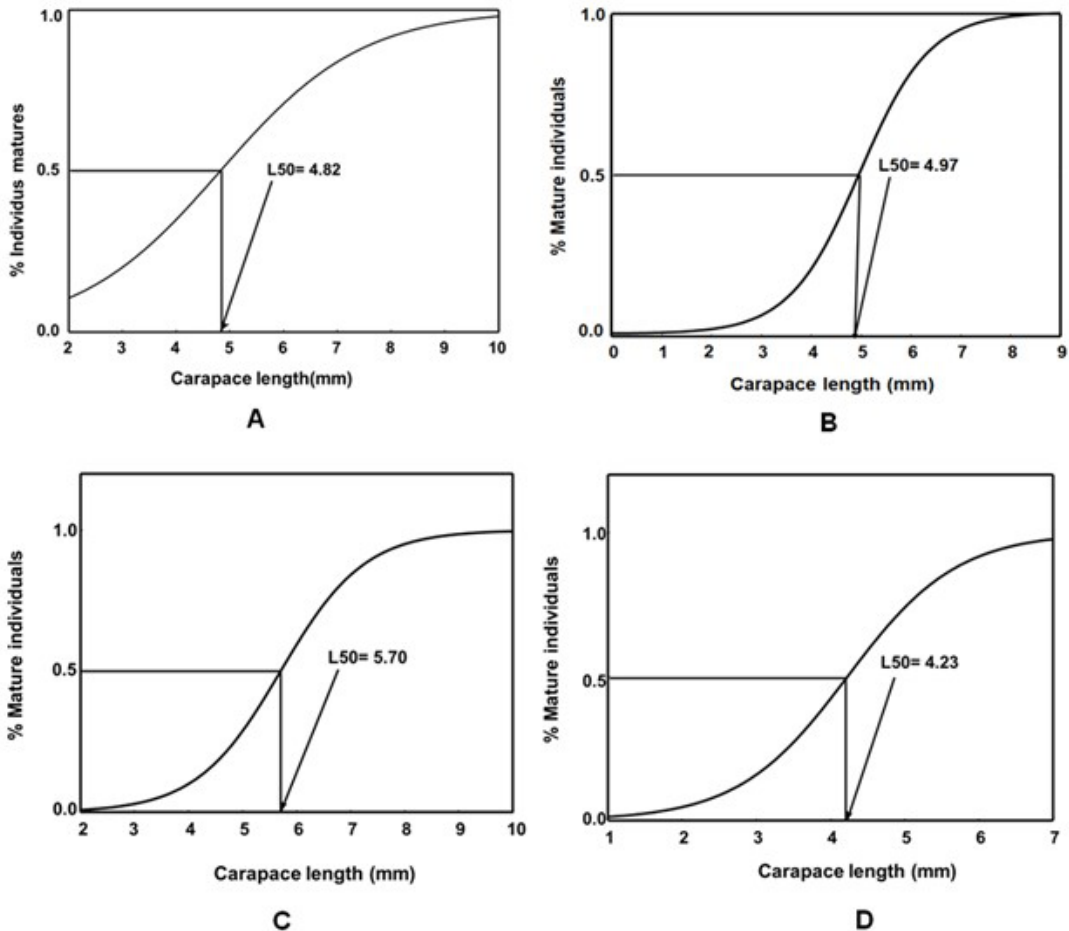 1.0
% Individus matures
0.5
L50= 4.82
0.0
2 3 4 5 6 7 8 9 10
Carapace length(mm)
A
1.0
% Mature individuals
0.5
L50= 4.97
0.0
0 1 2 3 4 5 6 7 8 9
Carapace length (mm)
B
1.0
% Mature individuals
0.5
L50= 5.70
0.0
2 3 4 5 6 7 8 9 10
Carapace length (mm)
C
1.0
% Mature individuals
0.5
L50= 4.23
0.0
1 2 3 4 5 6 7
Carapace length (mm)
D